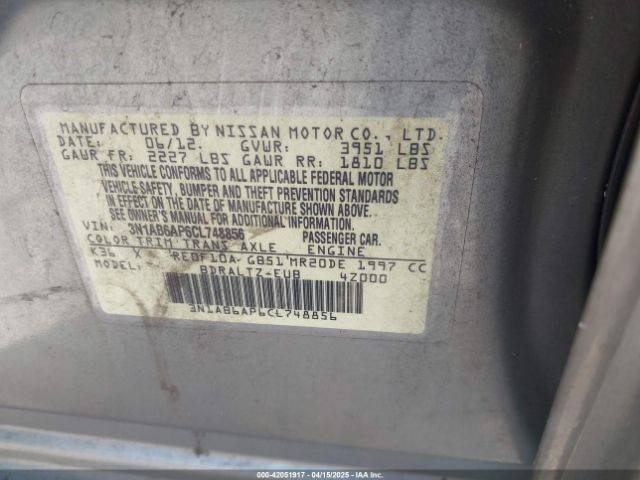 MANUFACTURED BY NISSAN MOTOR CO., LTD.
DATE: 06/12. GVWR: 3951 LBS
GAWR FR: 2227 LBS GAWR RR: 1810 LBS
THIS VEHICLE CONFORMS TO ALL APPLICABLE FEDERAL MOTOR
VEHICLE-SAFETY, BUMPER AND THEFT PREVENTION STANDARDS
IN EFFECT ON THE DATE OF MANUFACTURE SHOWN ABOVE.
SEE OWNER'S MANUAL FOR ADDITIONAL INFORMATION.
VIN: 3N1AB6AP6CL748856 PASSENGER CAR.
COLOR TRIM TRANS AXLE ENGINE
K36 X RE0F10A GB51 MR20DE 1997 CC
MODEL: BDRALTZ-EUB 4Z000
3N1AB6AP6CL748856
000-42051917 - 04/15/2025 - IAAI, Inc.